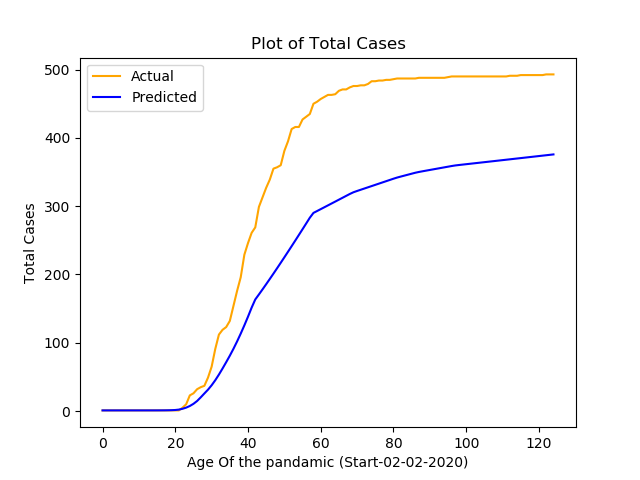 Plot of Total Cases
Actual
Predicted
500
400
300
200
100
0
Total Cases
0 20 40 60 80 100 120
Age Of the pandamic (Start-02-02-2020)